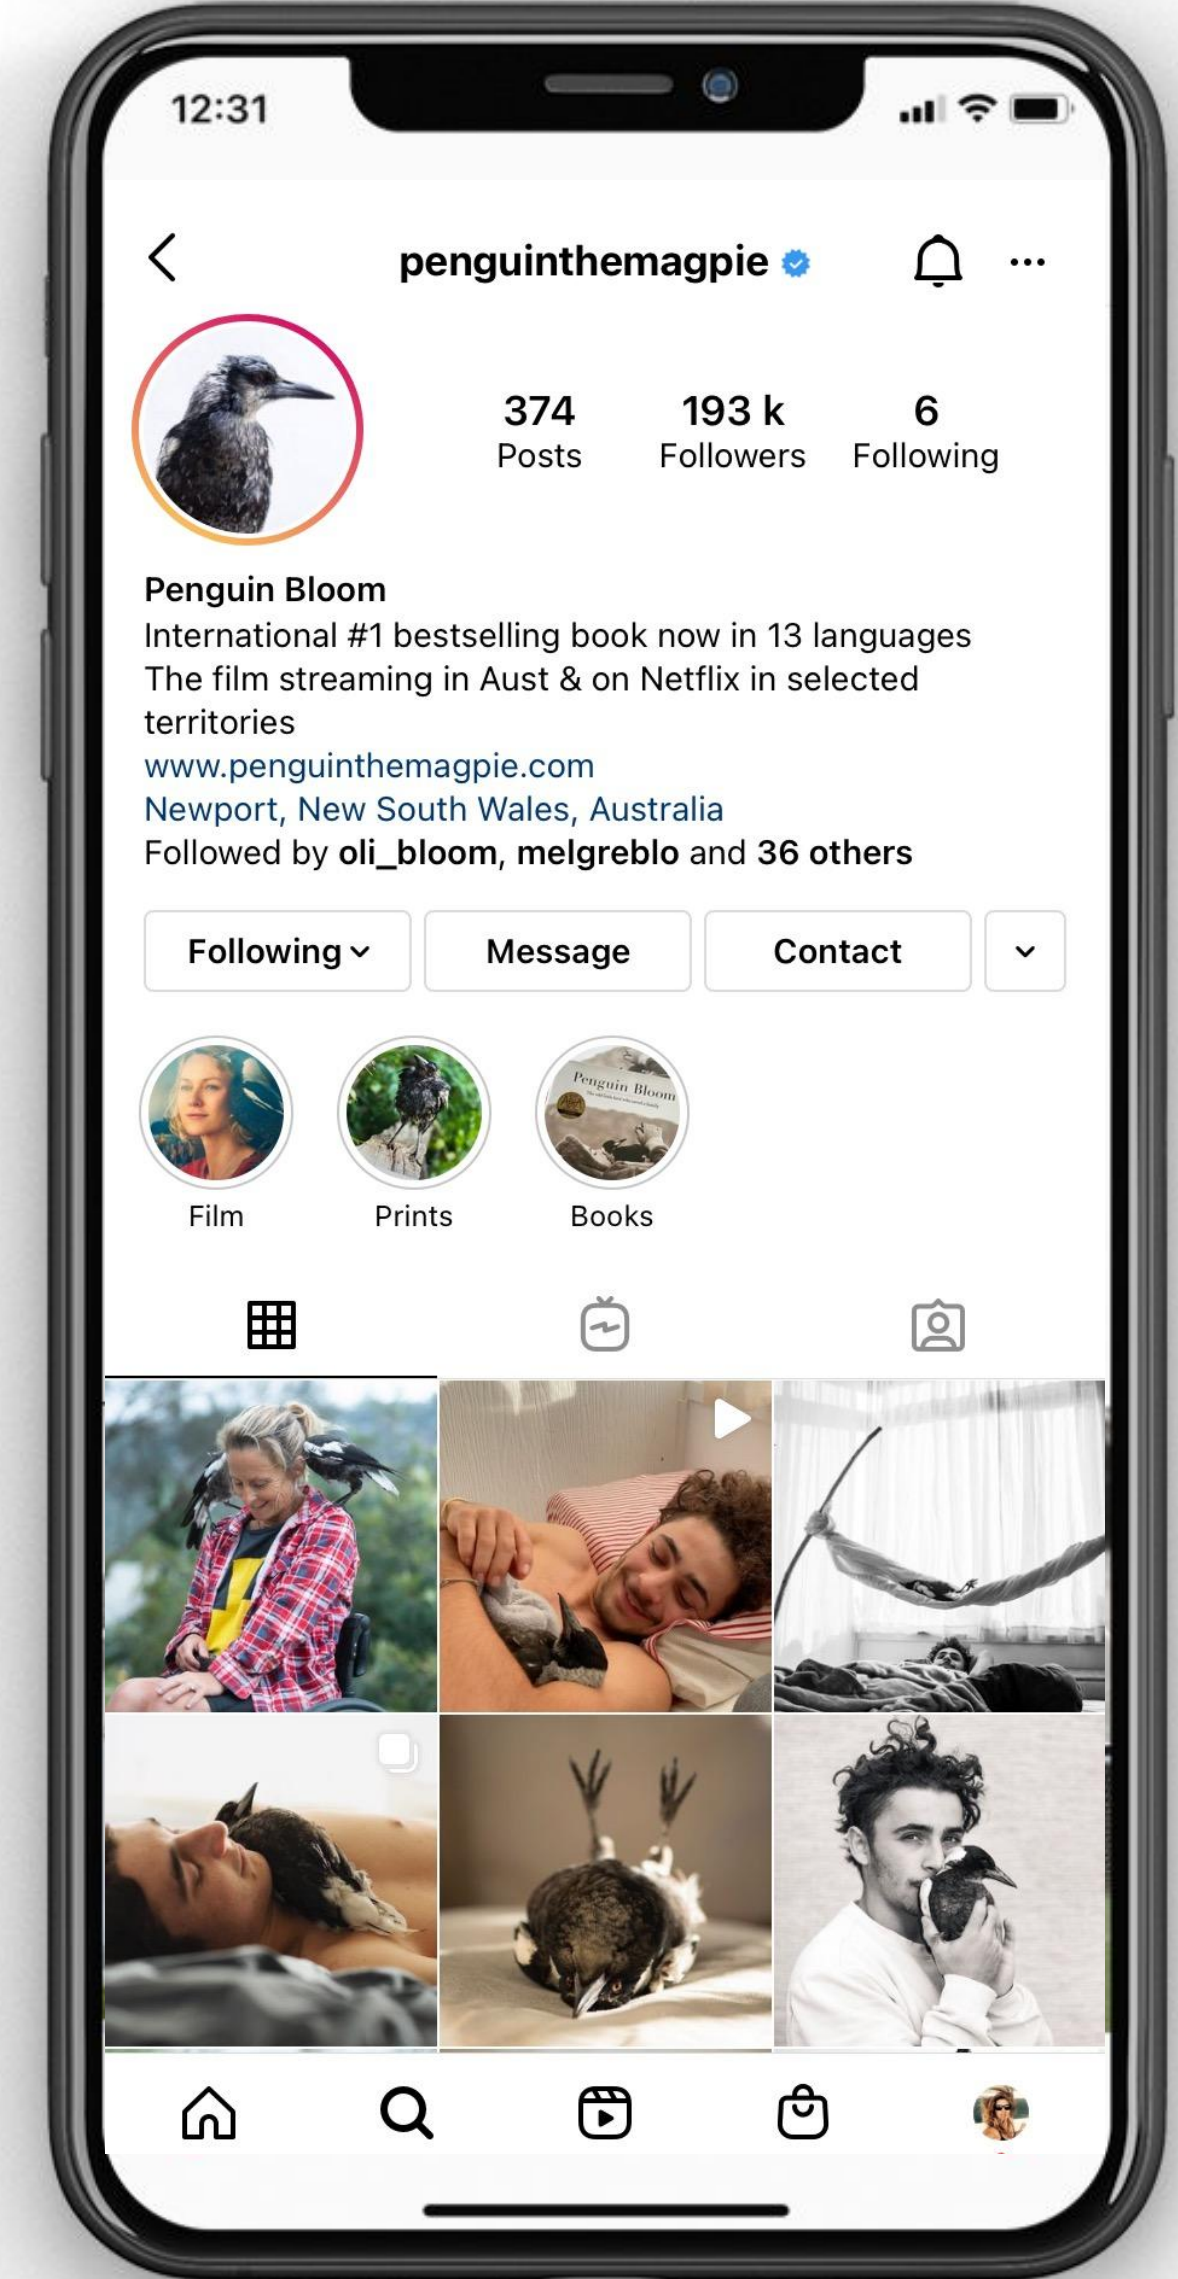 12:31
penguinthemagpie
374 193 k 6
Posts Followers Following
Penguin Bloom
International #1 bestselling book now in 13 languages
The film streaming in Aust & on Netflix in selected
territories
www.penguinthemagpie.com
Newport, New South Wales, Australia
Followed by oli_bloom, melgreblo and 36 others
Following Message Contact
Penguin Bloom
Film Prints Books